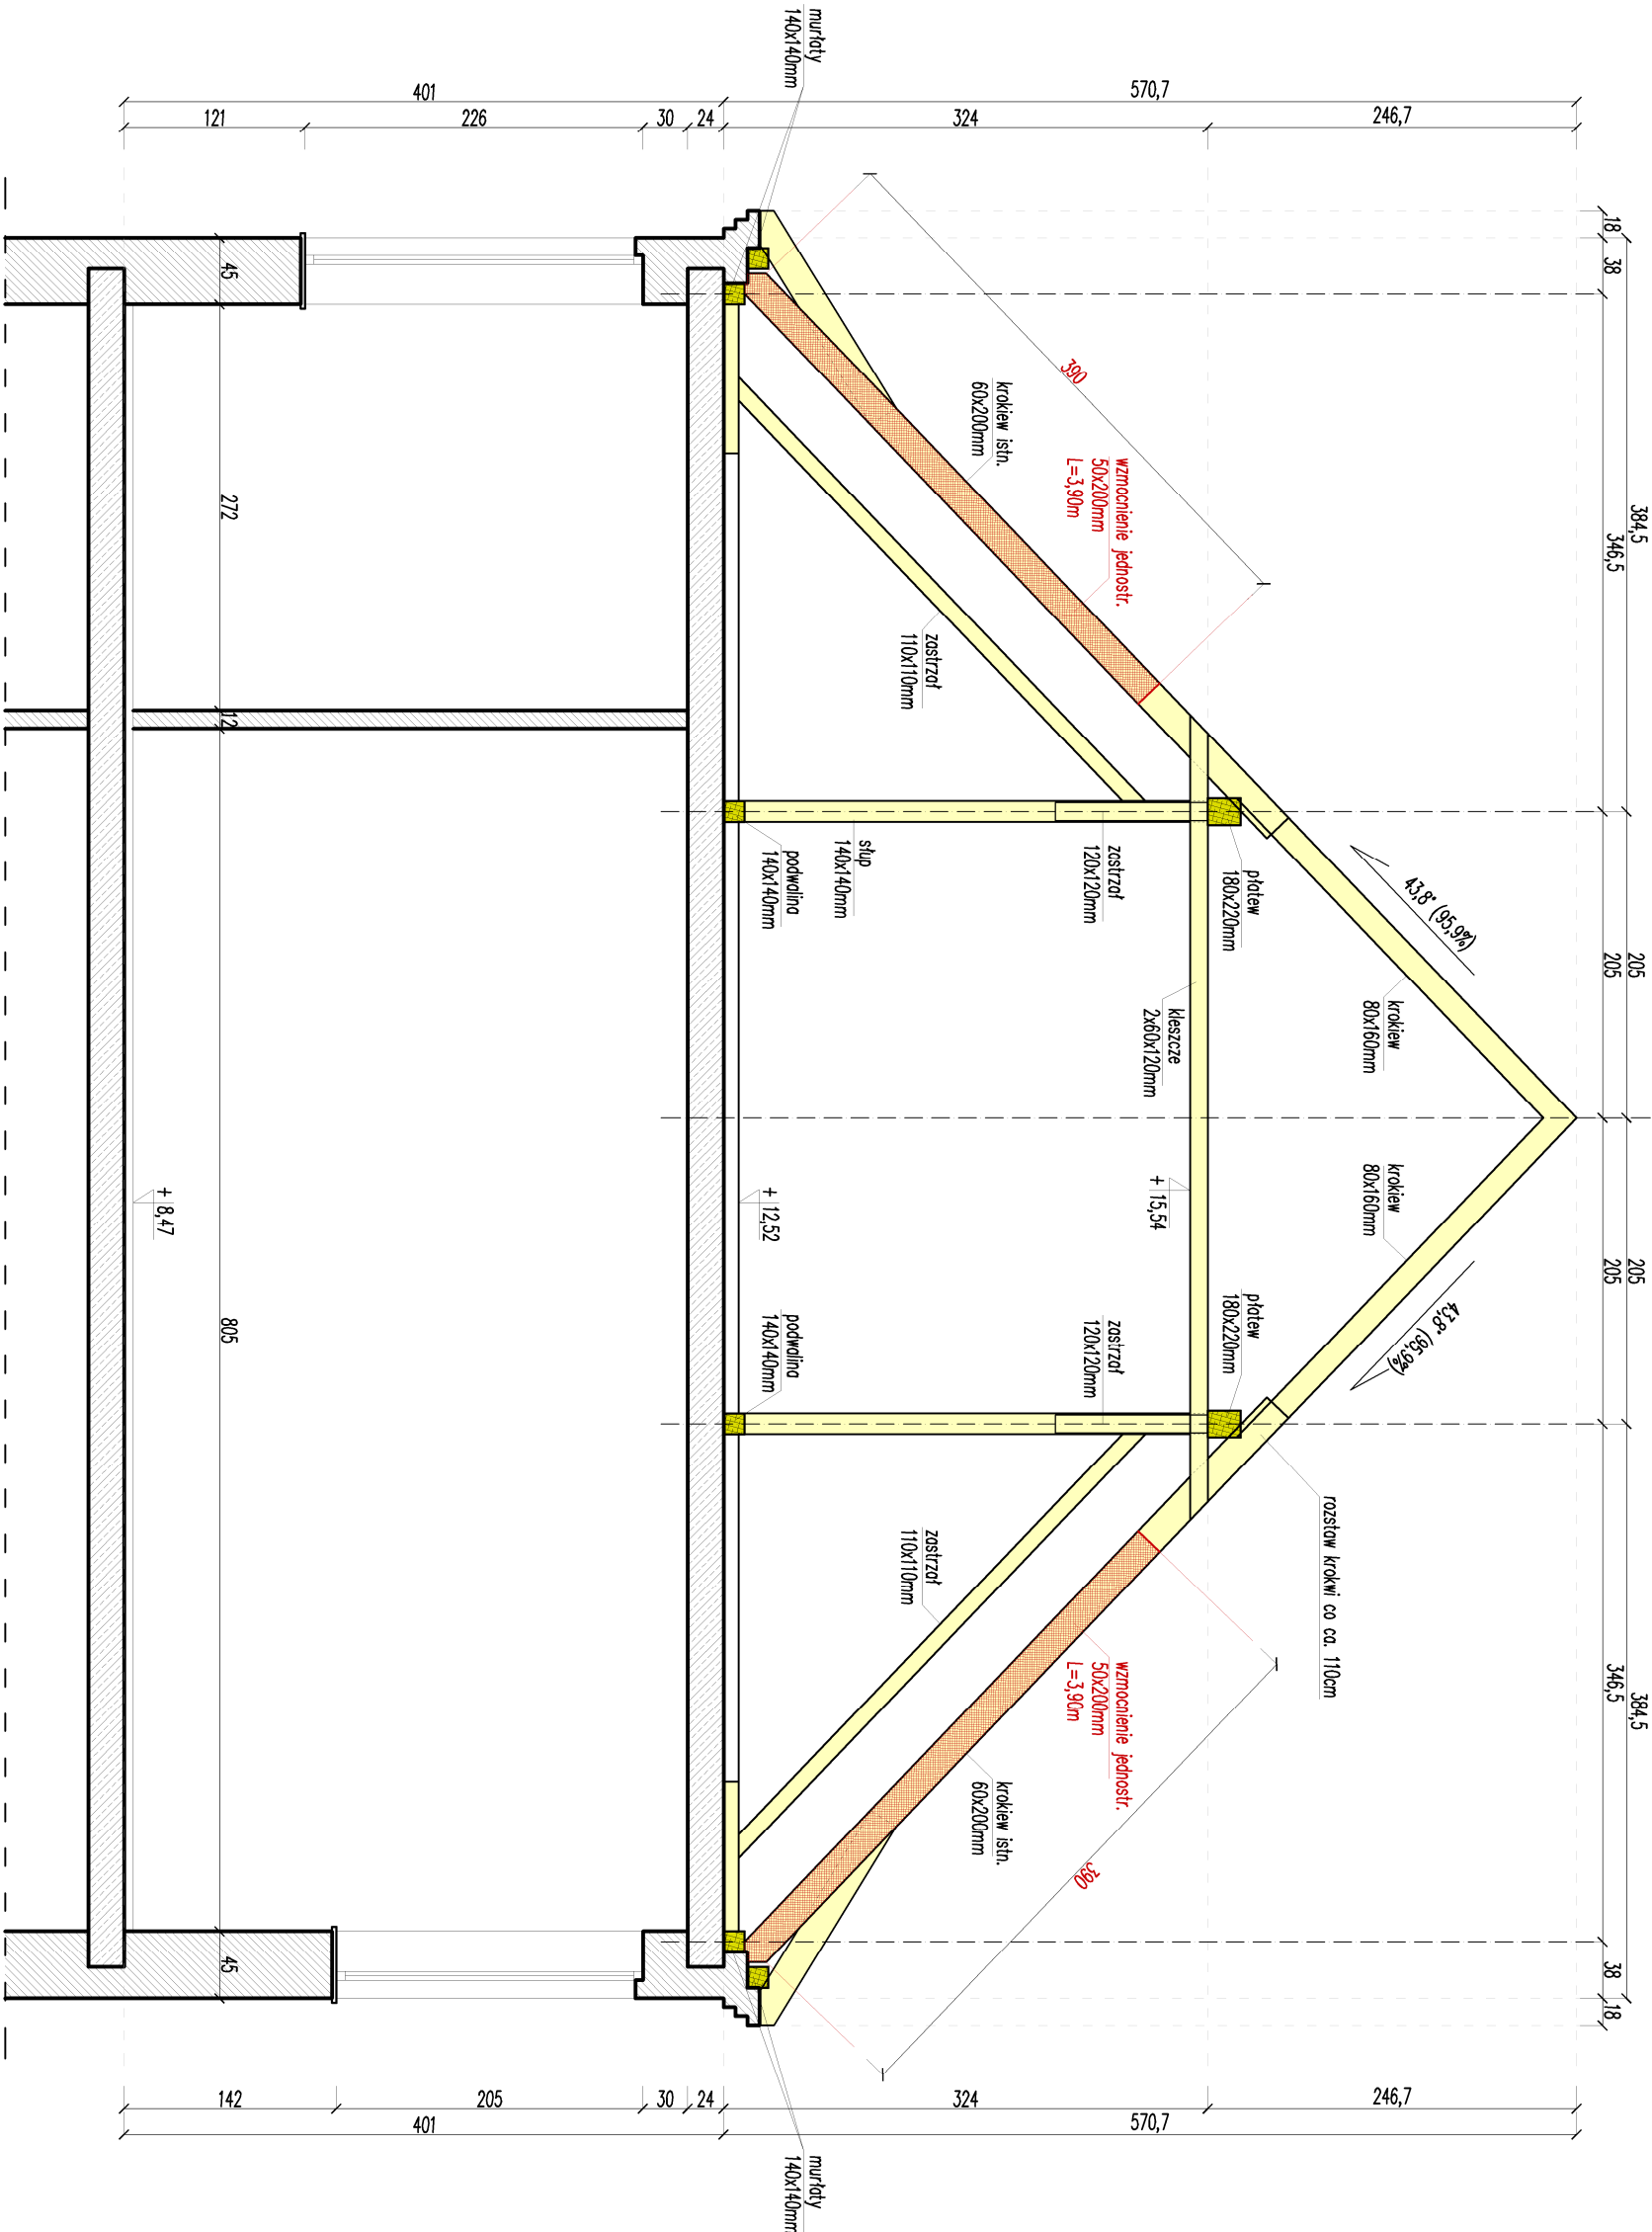 murłaty
140x140mm
401
570,7
121
226
30
24
324
246,7
18
38
384,5
346,5
205
205
205
205
384,5
346,5
38
18
45
272
12
805
45
390
krokiew istn.
60x200mm
wzmocnienie jednostr.
50x200mm
L=3,90m
zastrzał
110x110mm
słup
140x140mm
podwalina
140x140mm
zastrzał
120x120mm
płatew
180x220mm
43,8° (95,9%)
krokiew
80x160mm
kleszcze
2x60x120mm
+ 15,54
+ 12,52
+ 8,47
krokiew
80x160mm
43,8° (95,9%)
płatew
180x220mm
zastrzał
120x120mm
podwalina
140x140mm
rozstaw krokwi co ca. 110cm
zastrzał
110x110mm
wzmocnienie jednostr.
50x200mm
L=3,90m
krokiew istn.
60x200mm
390
142
205
30
24
324
246,7
401
570,7
murłaty
140x140mm